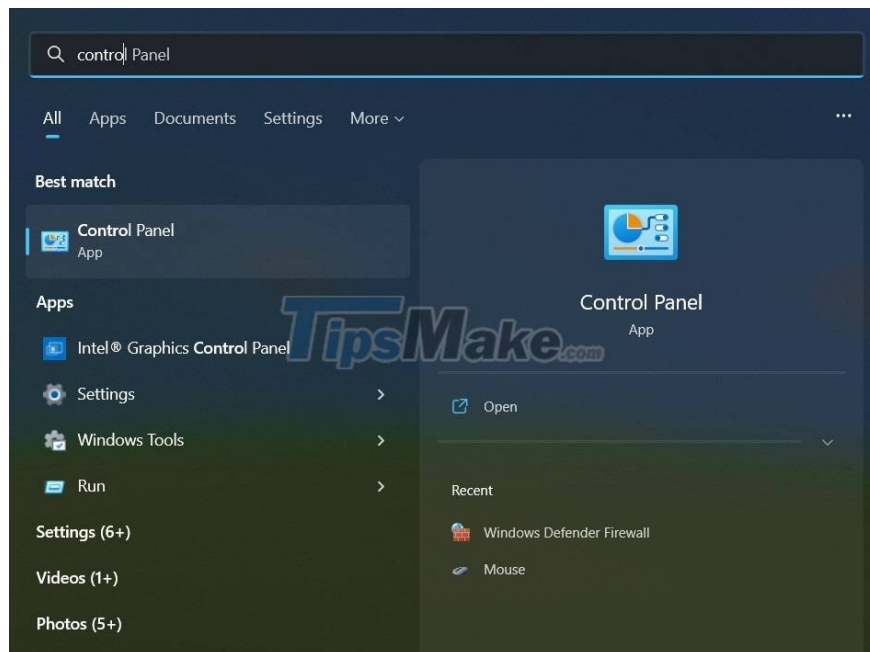 control Panel
All Apps Documents Settings More
Best match
Control Panel
App
Apps
Intel® Graphics Control Panel
Settings
Windows Tools
Run
Settings (6+)
Videos (1+)
Photos (5+)
Control Panel
App
Open
Recent
Windows Defender Firewall
Mouse
TipsMake.com